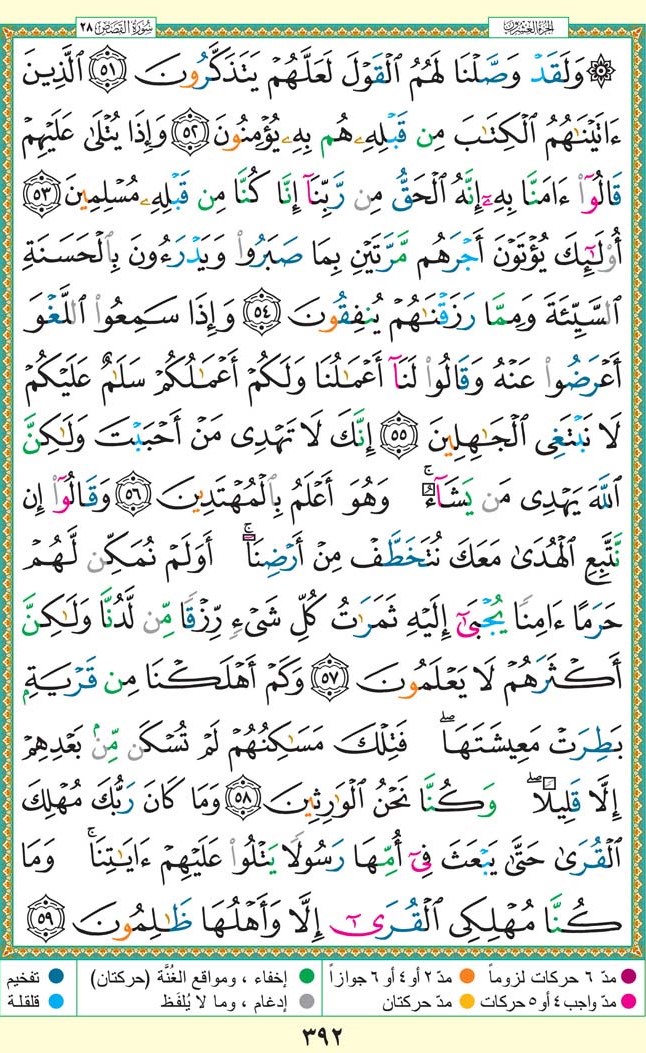 سُورَةُ القَصَصِ ٢٨
الجزء العشرون
۞ وَلَقَدۡ وَصَّلۡنَا لَهُمُ ٱلۡقَوۡلَ لَعَلَّهُمۡ يَتَذَكَّرُونَ ٥١ ٱلَّذِينَ
ءَاتَيۡنَٰهُمُ ٱلۡكِتَٰبَ مِن قَبۡلِهِۦ هُم بِهِۦ يُؤۡمِنُونَ ٥٢ وَإِذَا يُتۡلَىٰ عَلَيۡهِمۡ
قَالُوٓاْ ءَامَنَّا بِهِۦٓ إِنَّهُ ٱلۡحَقُّ مِن رَّبِّنَآ إِنَّا كُنَّا مِن قَبۡلِهِۦ مُسۡلِمِينَ ٥٣
أُوْلَٰٓئِكَ يُؤۡتَوۡنَ أَجۡرَهُم مَّرَّتَيۡنِ بِمَا صَبَرُواْ وَيَدۡرَءُونَ بِٱلۡحَسَنَةِ
ٱلسَّيِّئَةَ وَمِمَّا رَزَقۡنَٰهُمۡ يُنفِقُونَ ٥٤ وَإِذَا سَمِعُواْ ٱللَّغۡوَ
أَعۡرَضُواْ عَنۡهُ وَقَالُواْ لَنَآ أَعۡمَٰلُنَا وَلَكُمۡ أَعۡمَٰلُكُمۡ سَلَٰمٌ عَلَيۡكُمۡ
لَا نَبۡتَغِي ٱلۡجَٰهِلِينَ ٥٥ إِنَّكَ لَا تَهۡدِي مَنۡ أَحۡبَبۡتَ وَلَٰكِنَّ
ٱللَّهَ يَهۡدِي مَن يَشَآءُۚ وَهُوَ أَعۡلَمُ بِٱلۡمُهۡتَدِينَ ٥٦ وَقَالُوٓاْ إِن
نَّتَّبِعِ ٱلۡهُدَىٰ مَعَكَ نُتَخَطَّفۡ مِنۡ أَرۡضِنَآۚ أَوَلَمۡ نُمَكِّن لَّهُمۡ
حَرَمًا ءَامِنٗا يُجۡبَىٰٓ إِلَيۡهِ ثَمَرَٰتُ كُلِّ شَيۡءٖ رِّزۡقٗا مِّن لَّدُنَّا وَلَٰكِنَّ
أَكۡثَرَهُمۡ لَا يَعۡلَمُونَ ٥٧ وَكَمۡ أَهۡلَكۡنَا مِن قَرۡيَةِۭ
بَطِرَتۡ مَعِيشَتَهَاۖ فَتِلۡكَ مَسَٰكِنُهُمۡ لَمۡ تُسۡكَن مِّنۢ بَعۡدِهِمۡ
إِلَّا قَلِيلٗاۖ وَكُنَّا نَحۡنُ ٱلۡوَٰرِثِينَ ٥٨ وَمَا كَانَ رَبُّكَ مُهۡلِكَ
ٱلۡقُرَىٰ حَتَّىٰ يَبۡعَثَ فِيٓ أُمِّهَا رَسُولٗا يَتۡلُواْ عَلَيۡهِمۡ ءَايَٰتِنَاۚ وَمَا
كُنَّا مُهۡلِكِي ٱلۡقُرَىٰٓ إِلَّا وَأَهۡلُهَا ظَٰلِمُونَ ٥٩
مدّ ٦ حركات لزوماً مدّ ٢ أو ٤ أو ٦ جوازاً إخفاء ، ومواقع الغُنَّة (حركتان) تفخيم
مدّ واجب ٤ أو ٥ حركات مدّ حركتان إدغام ، وما لا يُلفَظ قلقلة
٣٩٢